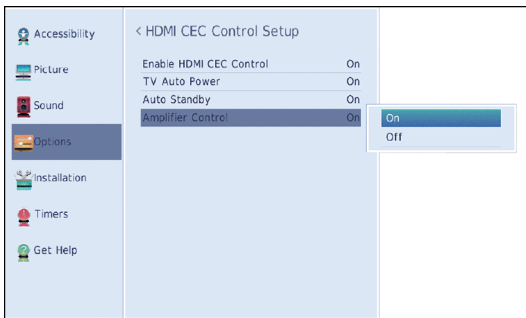 Accessibility
Picture
Sound
Options
Installation
Timers
Get Help
< HDMI CEC Control Setup
Enable HDMI CEC Control On
TV Auto Power On
Auto Standby On
Amplifier Control On
On
Off